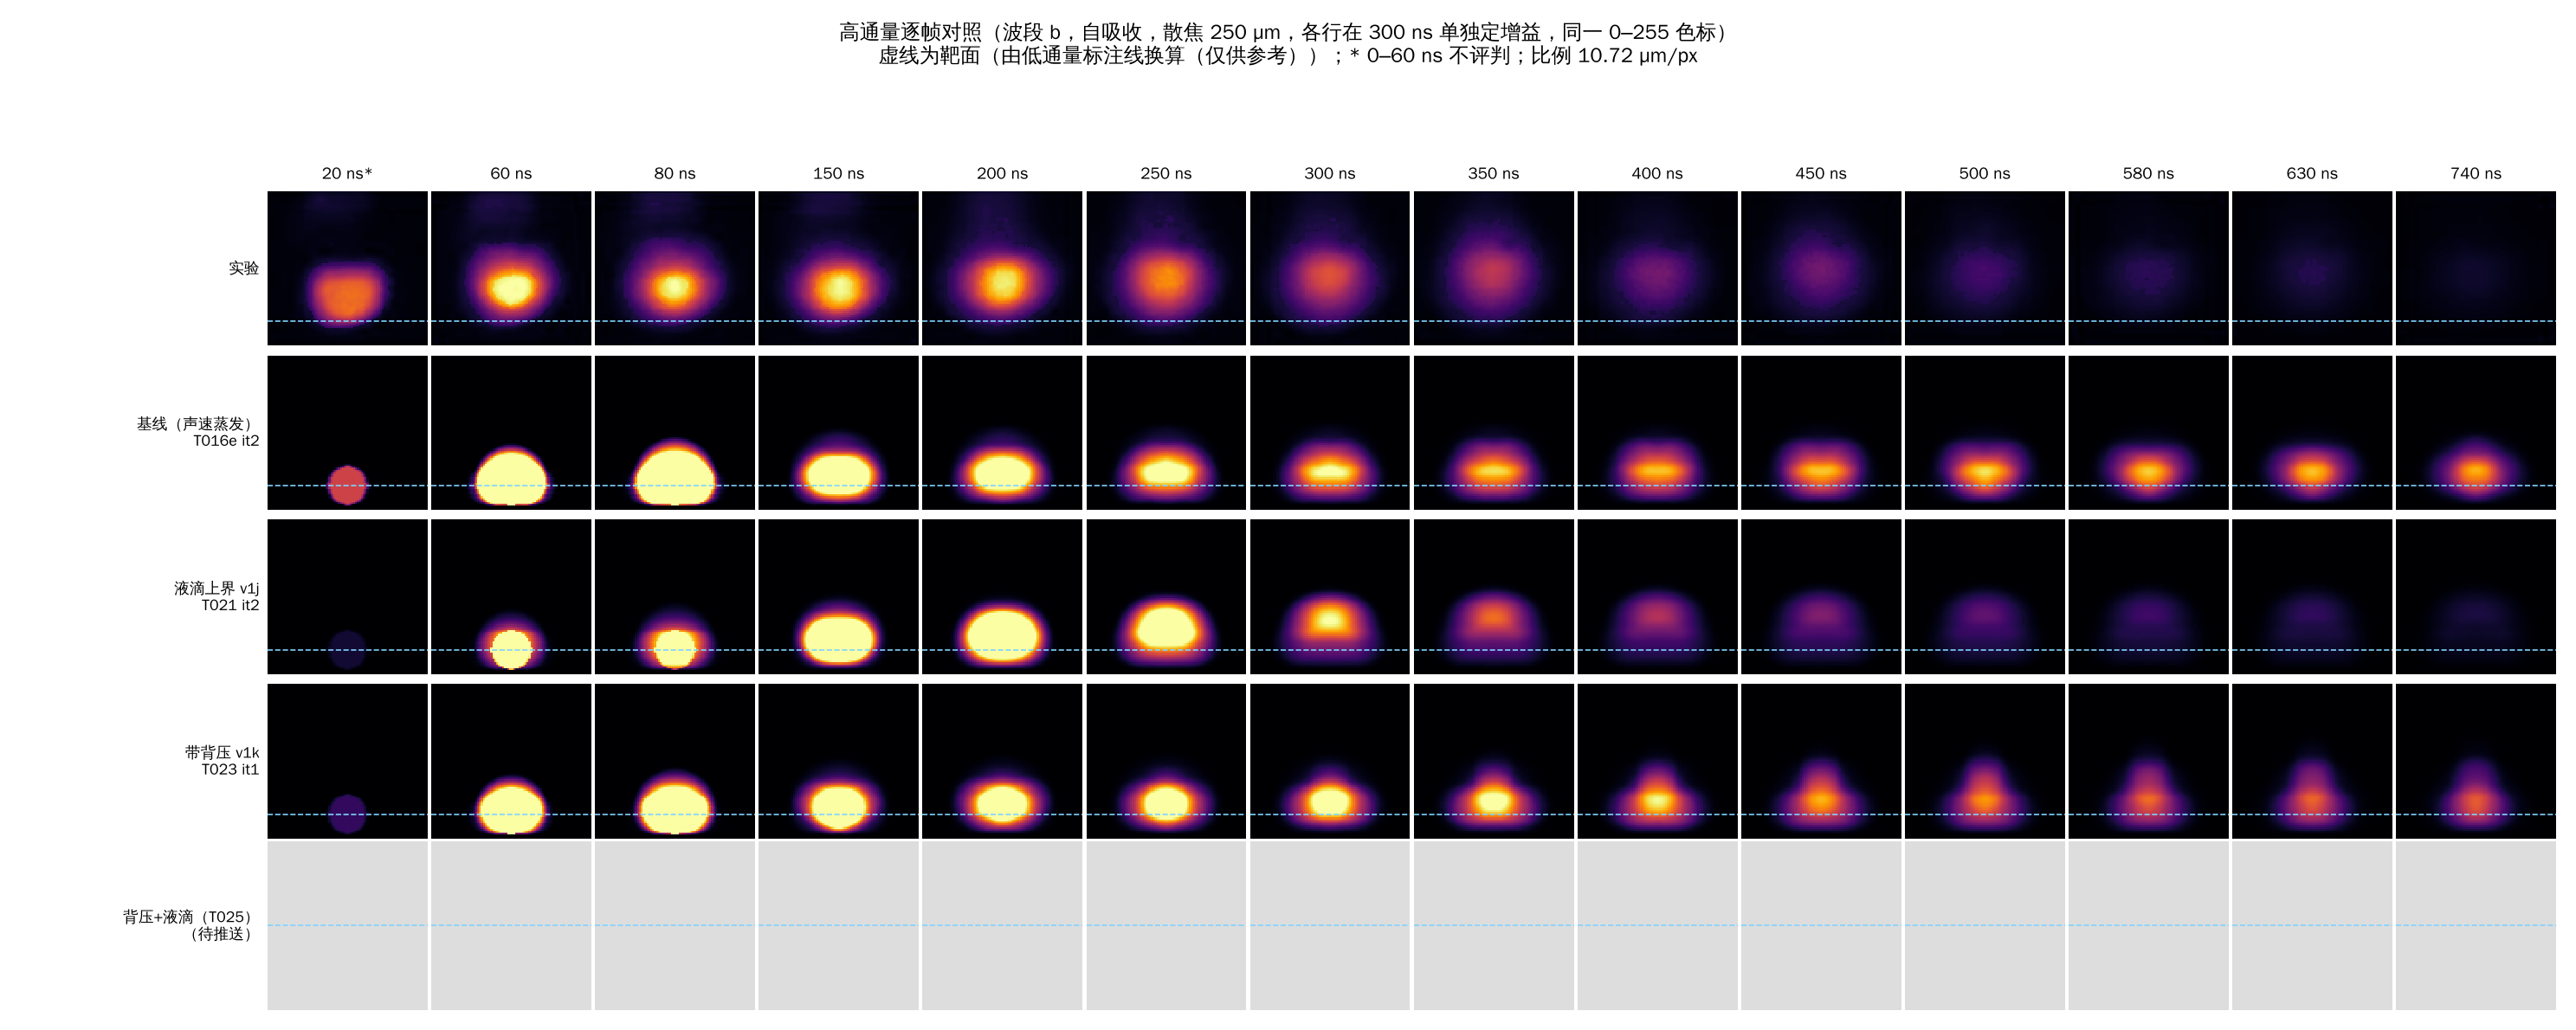 高通量逐帧对照（波段 b，自吸收，散焦 250 μm，各行在 300 ns 单独定增益，同一 0–255 色标）
虚线为靶面（由低通量标注线换算（仅供参考））；* 0–60 ns 不评判；比例 10.72 μm/px
20 ns* 60 ns 80 ns 150 ns 200 ns 250 ns 300 ns 350 ns 400 ns 450 ns 500 ns 580 ns 630 ns 740 ns
实验
基线（声速蒸发）
T016e it2
液滴上界 v1j
T021 it2
带背压 v1k
T023 it1
背压+液滴（T025）
（待推送）